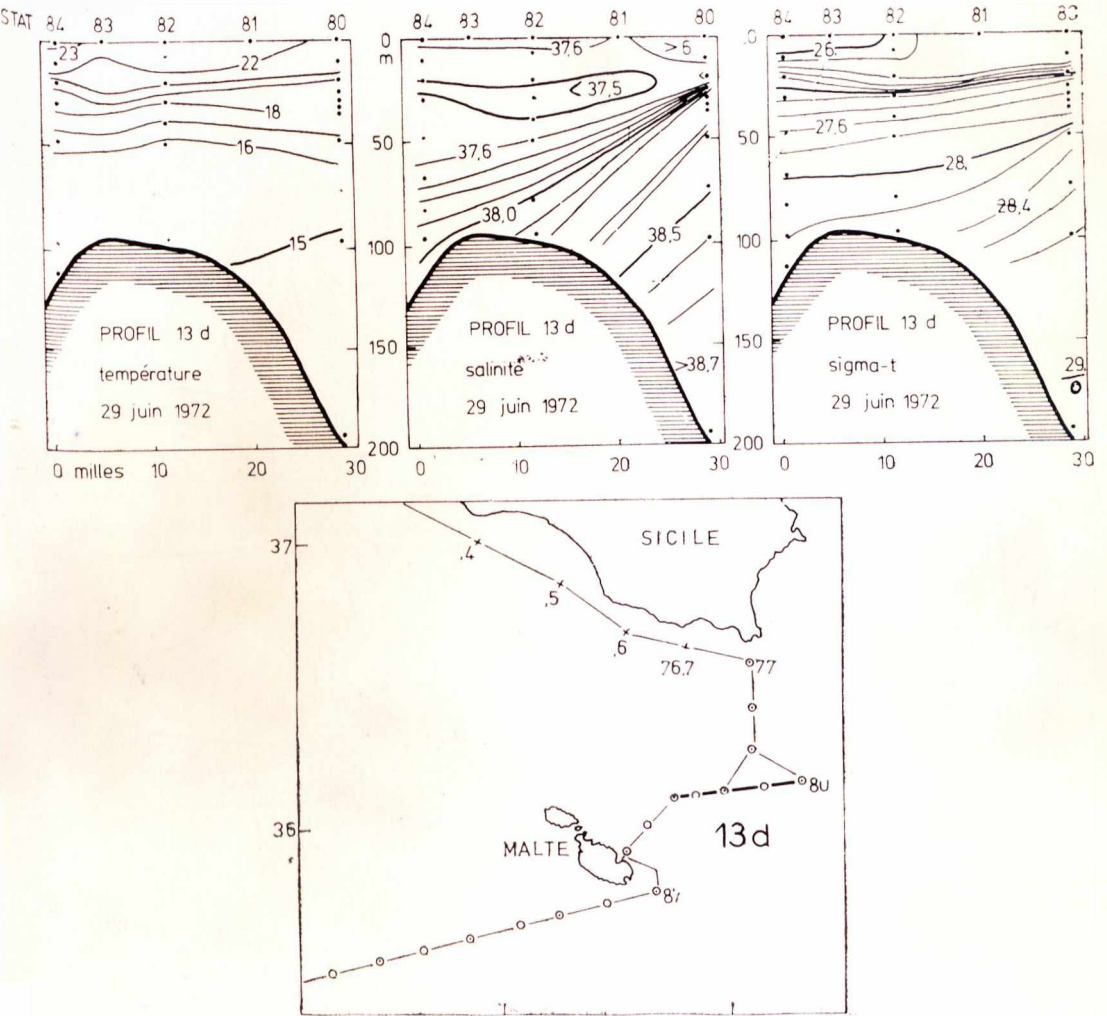 STAT 84 83 82 81 80
84 83 82 81 80
84 83 82 81 80
23
22
18
16
15
PROFIL 13 d
température
29 juin 1972
0 milles 10 20 30
0
m
50
100
150
200
37,6
>6
< 37,5
37,6
38,0
38,5
>38,7
PROFIL 13 d
salinité
29 juin 1972
0 10 20 30
0
50
100
150
200
26
27,6
28,
28,4
29
0
PROFIL 13 d
sigma-t
29 juin 1972
0 10 20 30
SICILE
37
,4
,5
,6
76,7
77
80
36
MALTE
13d